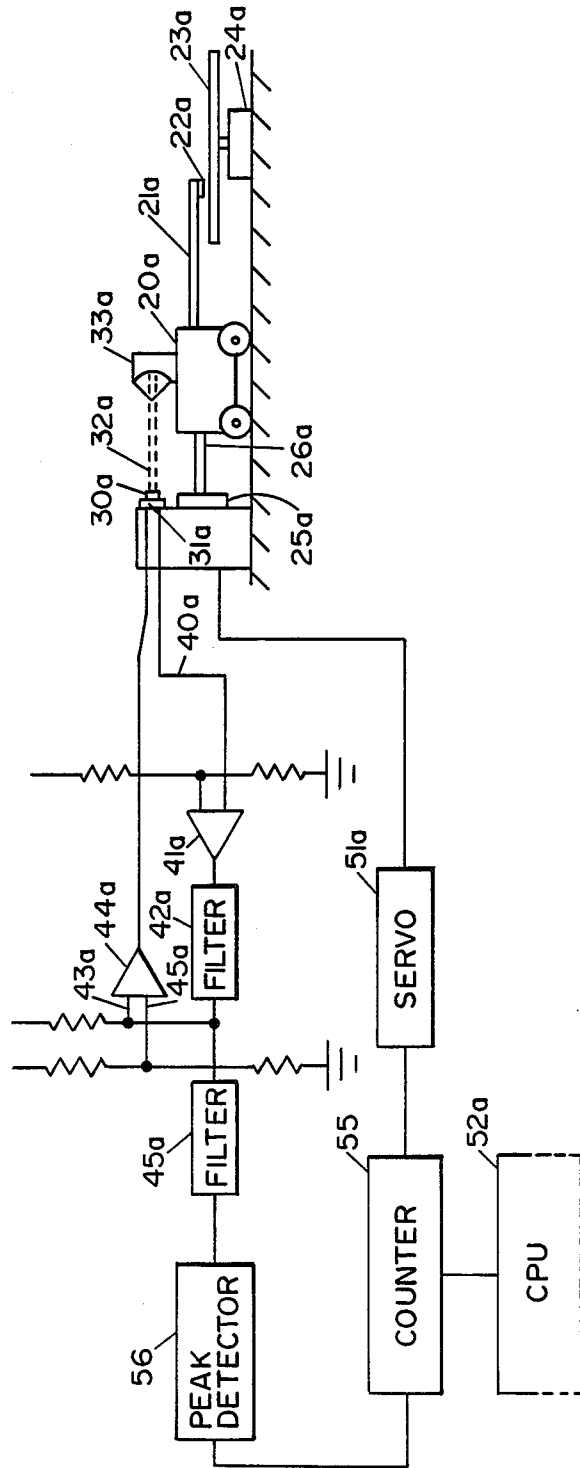 33a
20a
21a
22a
23a
24a
32a
30a
31a
26a
25a
40a
44a
43a
45a
41a
42a
FILTER
45a
FILTER
51a
SERVO
56
PEAK
DETECTOR
55
COUNTER
52a
CPU